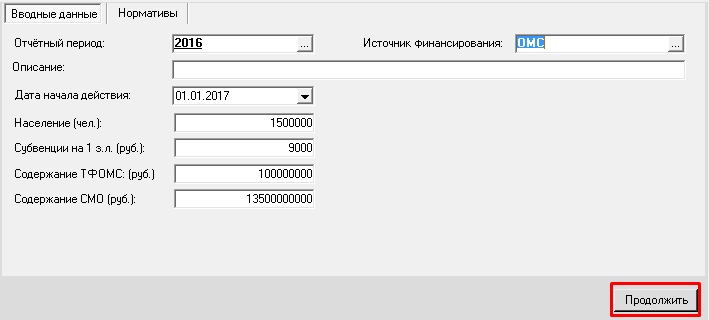 Вводные данные Нормативы
Отчётный период: 2016 ... Источник финансирования: ОМС ...
Описание:
Дата начала действия: 01.01.2017
Население (чел.): 1500000
Субвенции на 1 з.л. (руб.): 9000
Содержание ТФОМС: (руб.) 100000000
Содержание СМО (руб.): 13500000000
Продолжить